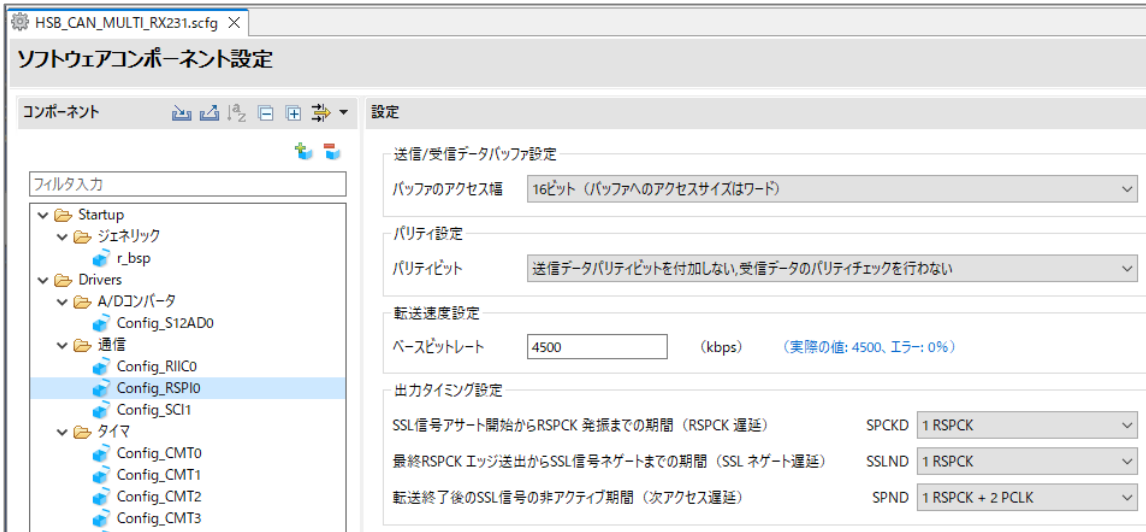 HSB_CAN_MULTI_RX231.scfg
ソフトウェアコンポーネント設定
コンポーネント
設定
フィルタ入力
Startup
ジェネリック
r_bsp
Drivers
A/Dコンバータ
Config_S12AD0
通信
Config_RIIC0
Config_RSPI0
Config_SCI1
タイマ
Config_CMT0
Config_CMT1
Config_CMT2
Config_CMT3
送信/受信データバッファ設定
バッファのアクセス幅 16ビット（バッファへのアクセスサイズはワード）
パリティ設定
パリティビット 送信データパリティビットを付加しない,受信データのパリティチェックを行わない
転送速度設定
ベースビットレート 4500 （kbps） （実際の値: 4500、エラー: 0%）
出力タイミング設定
SSL信号アサート開始からRSPCK 発振までの期間（RSPCK 遅延） SPCKD 1 RSPCK
最終RSPCK エッジ送出からSSL信号ネゲートまでの期間（SSL ネゲート遅延） SSLND 1 RSPCK
転送終了後のSSL信号の非アクティブ期間（次アクセス遅延） SPND 1 RSPCK + 2 PCLK